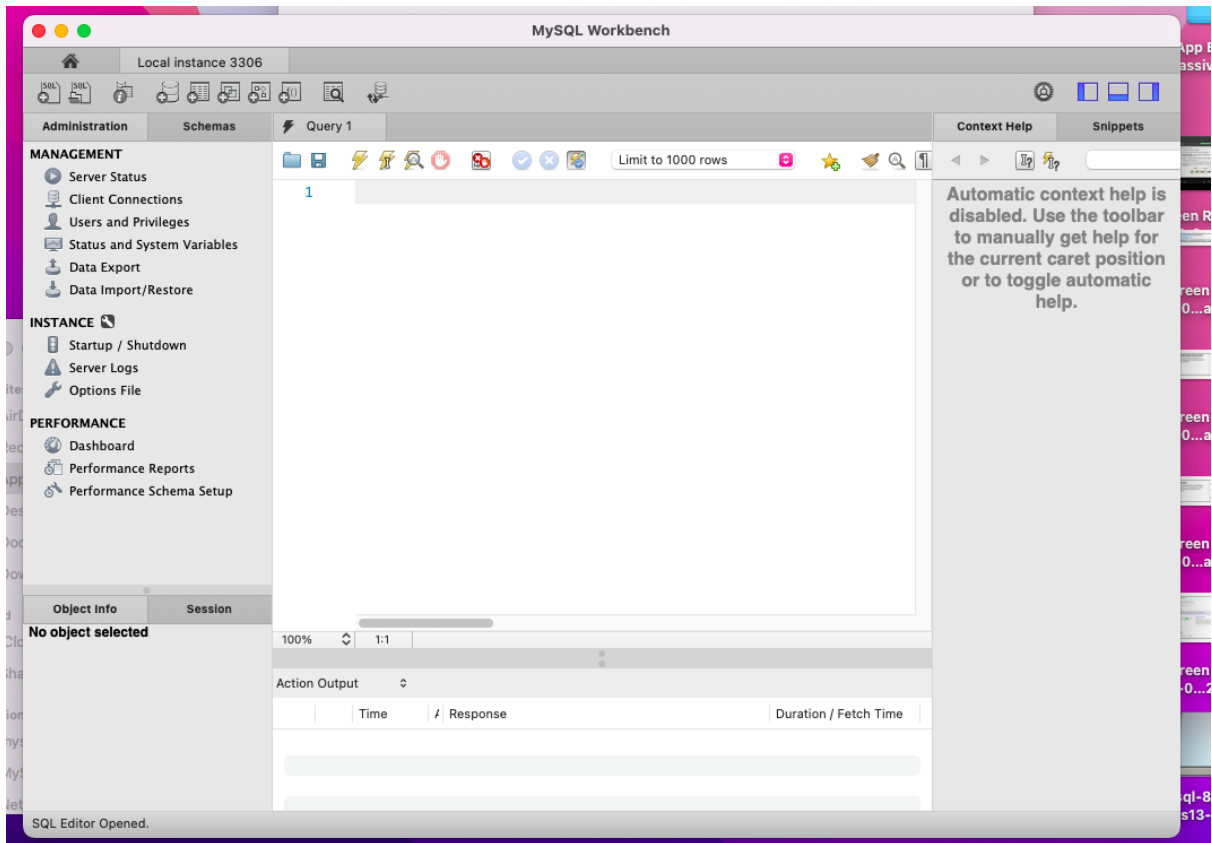 MySQL Workbench
Local instance 3306
Administration
Schemas
Query 1
Context Help
Snippets
MANAGEMENT
Server Status
Client Connections
Users and Privileges
Status and System Variables
Data Export
Data Import/Restore
INSTANCE
Startup / Shutdown
Server Logs
Options File
PERFORMANCE
Dashboard
Performance Reports
Performance Schema Setup
Limit to 1000 rows
1
Automatic context help is
disabled. Use the toolbar
to manually get help for
the current caret position
or to toggle automatic
help.
Object Info
Session
No object selected
100%
1:1
Action Output
Time
Response
Duration / Fetch Time
SQL Editor Opened.